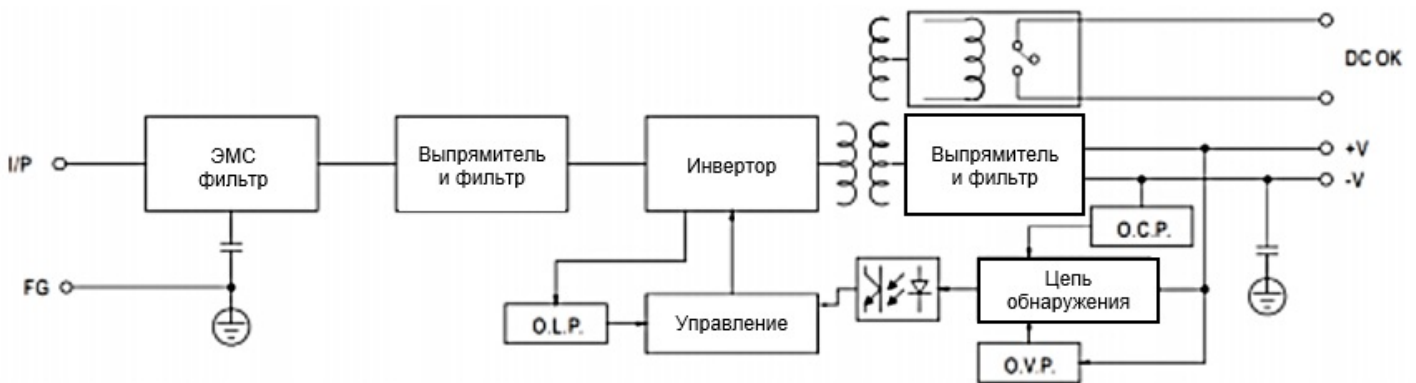 DC OK
I/P
ЭМС
фильтр
Выпрямитель
и фильтр
Инвертор
Выпрямитель
и фильтр
+V
-V
O.C.P.
FG
O.L.P.
Управление
Цепь
обнаружения
O.V.P.